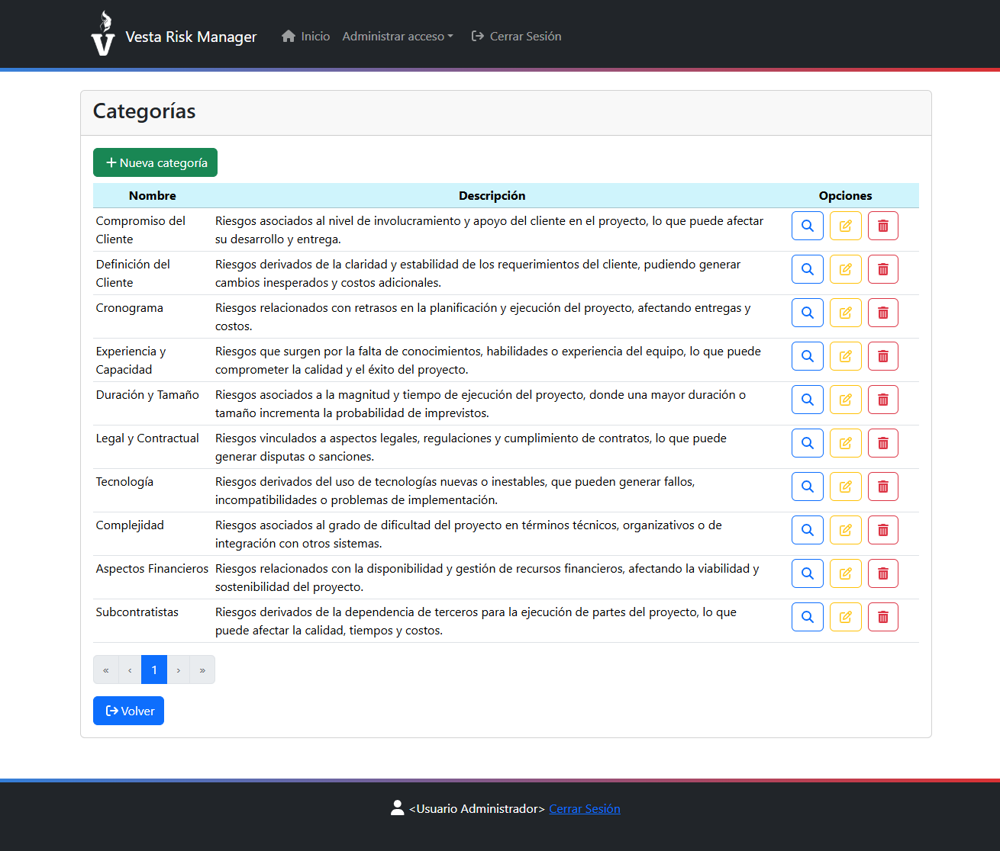 Vesta Risk Manager Inicio Administrar acceso Cerrar Sesión
Categorías
Nueva categoría
Nombre Descripción Opciones
Compromiso del Cliente Riesgos asociados al nivel de involucramiento y apoyo del cliente en el proyecto, lo que puede afectar
su desarrollo y entrega.
Definición del Cliente Riesgos derivados de la claridad y estabilidad de los requerimientos del cliente, pudiendo generar
cambios inesperados y costos adicionales.
Cronograma Riesgos relacionados con retrasos en la planificación y ejecución del proyecto, afectando entregas y
costos.
Experiencia y Capacidad Riesgos que surgen por la falta de conocimientos, habilidades o experiencia del equipo, lo que puede
comprometer la calidad y el éxito del proyecto.
Duración y Tamaño Riesgos asociados a la magnitud y tiempo de ejecución del proyecto, donde una mayor duración o
tamaño incrementa la probabilidad de imprevistos.
Legal y Contractual Riesgos vinculados a aspectos legales, regulaciones y cumplimiento de contratos, lo que puede
generar disputas o sanciones.
Tecnología Riesgos derivados del uso de tecnologías nuevas o inestables, que pueden generar fallos,
incompatibilidades o problemas de implementación.
Complejidad Riesgos asociados al grado de dificultad del proyecto en términos técnicos, organizativos o de
integración con otros sistemas.
Aspectos Financieros Riesgos relacionados con la disponibilidad y gestión de recursos financieros, afectando la viabilidad y
sostenibilidad del proyecto.
Subcontratistas Riesgos derivados de la dependencia de terceros para la ejecución de partes del proyecto, lo que
puede afectar la calidad, tiempos y costos.
« ‹ 1 › »
Volver
<Usuario Administrador> Cerrar Sesión